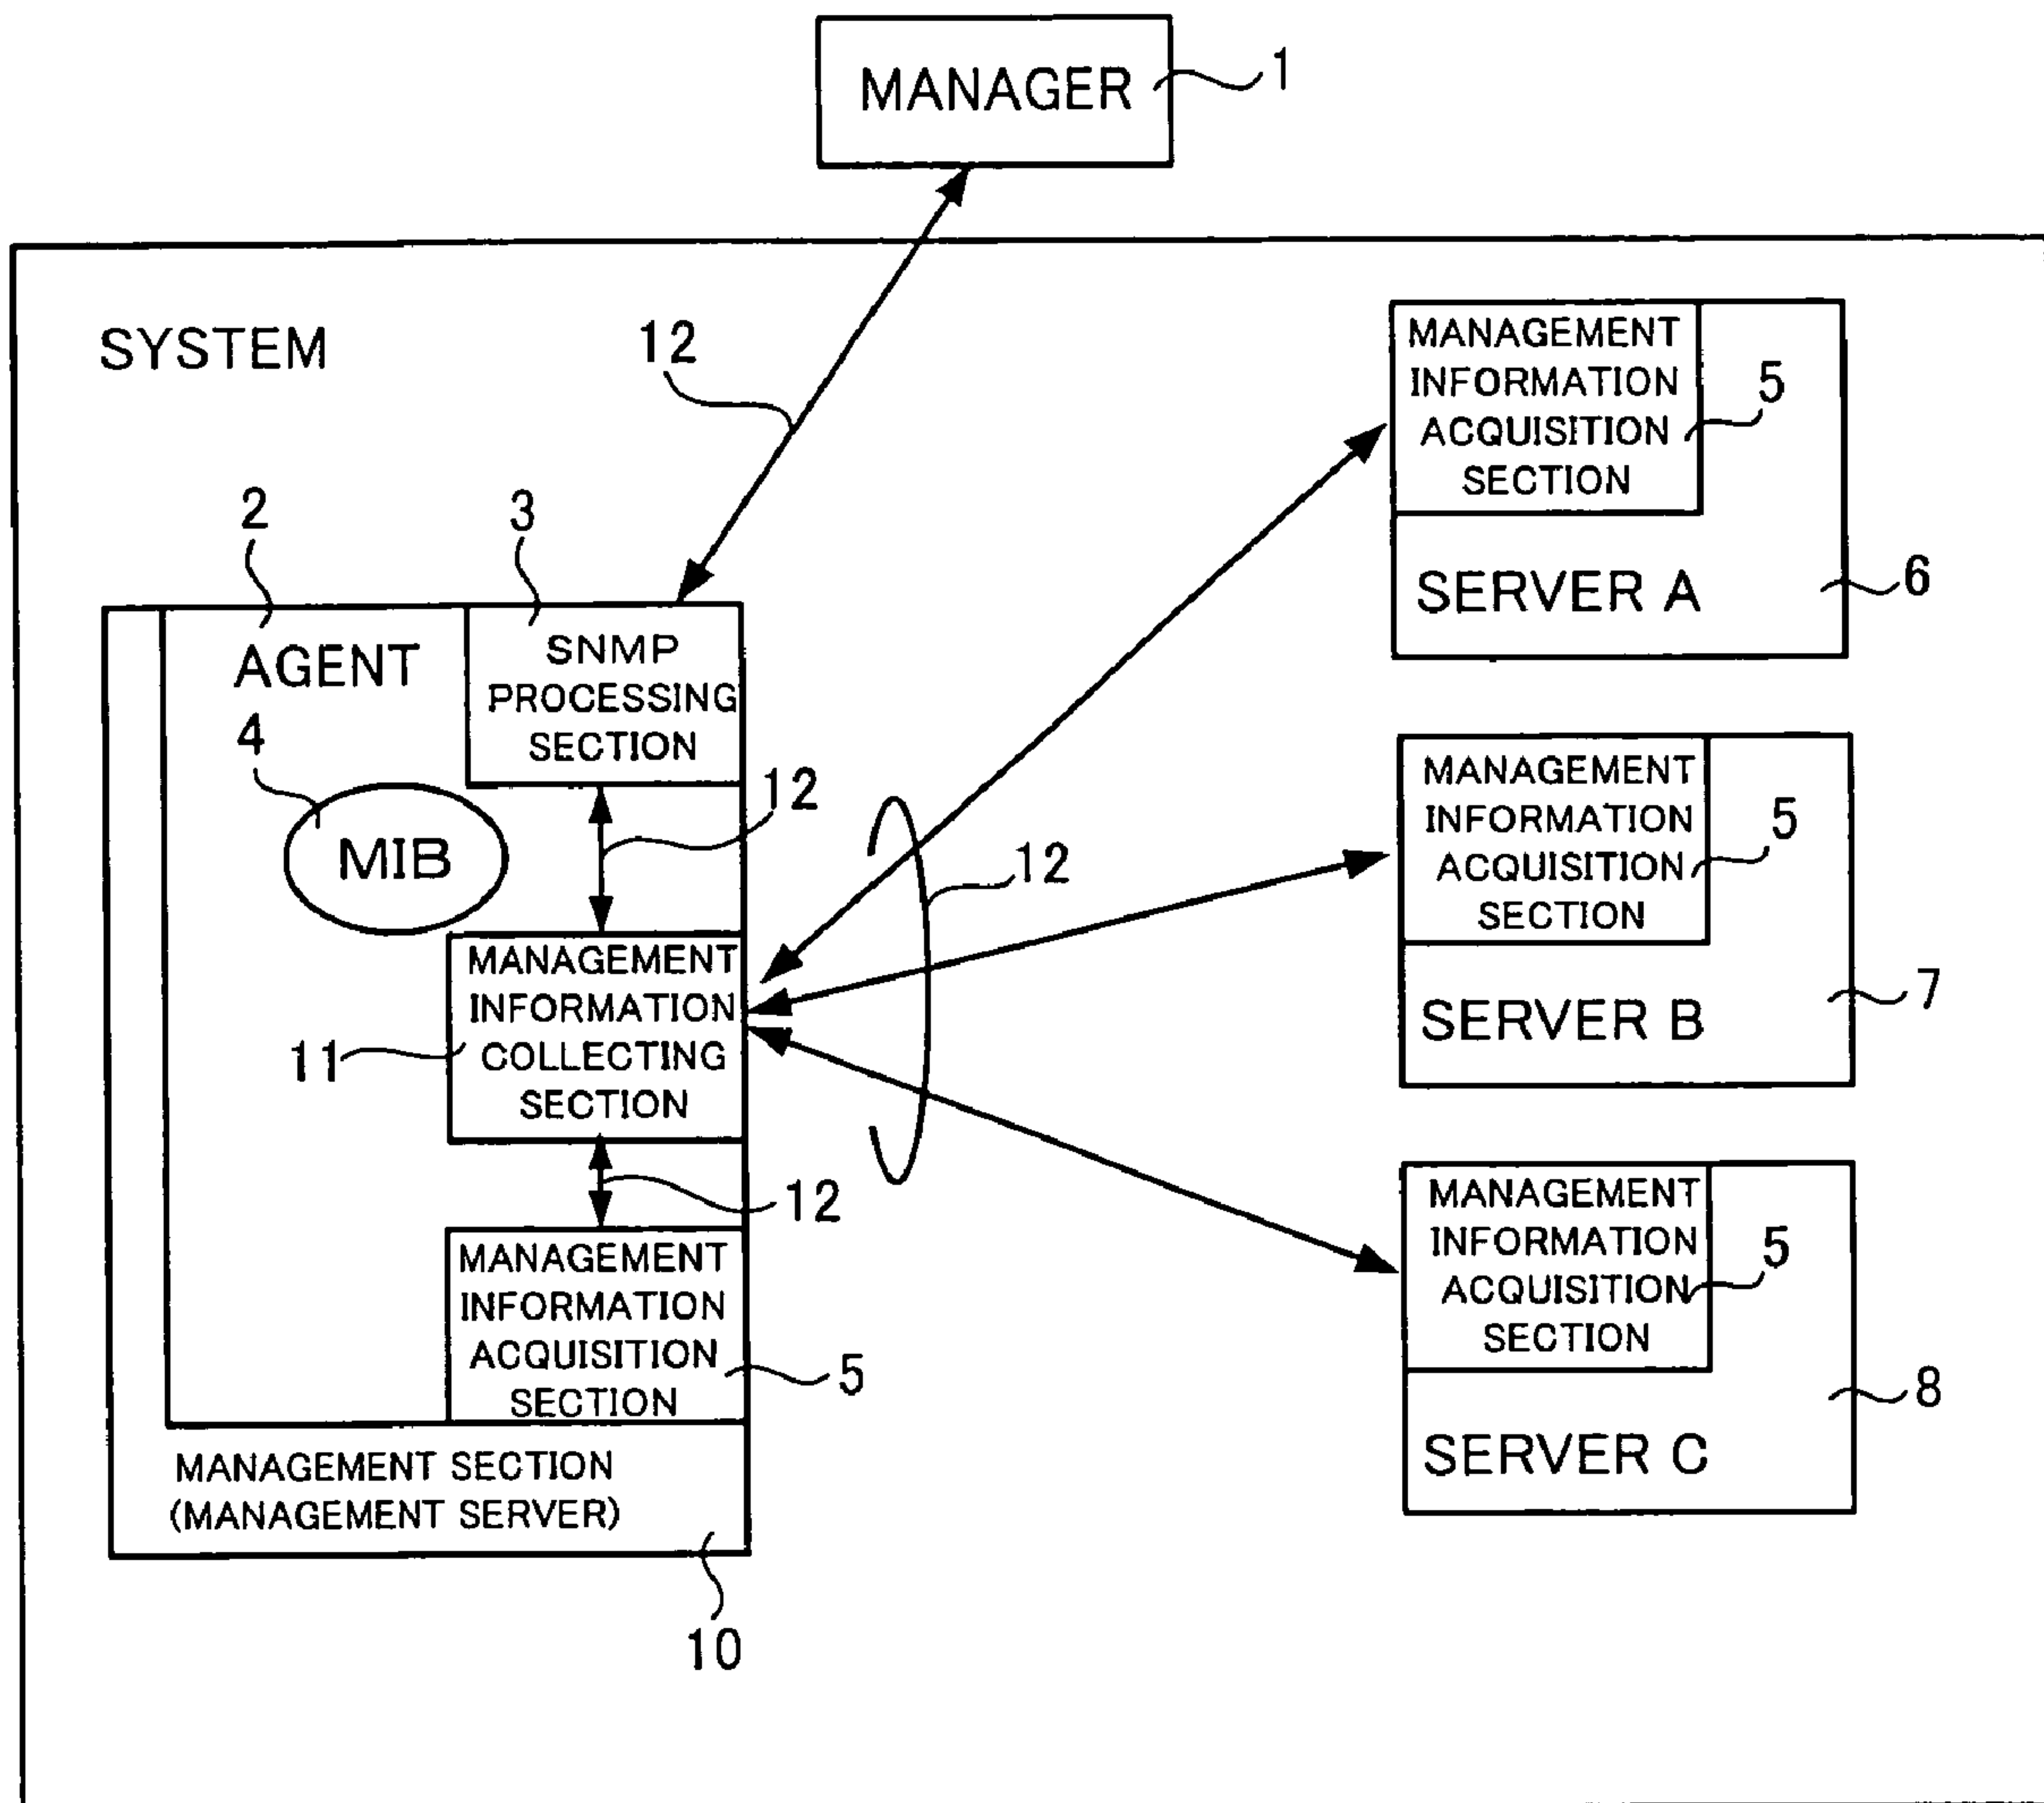 MANAGER
1
SYSTEM
12
2
3
AGENT
SNMP
PROCESSING
SECTION
4
MIB
12
MANAGEMENT
INFORMATION
COLLECTING
SECTION
11
12
12
MANAGEMENT
INFORMATION
ACQUISITION
SECTION
5
MANAGEMENT SECTION
(MANAGEMENT SERVER)
10
MANAGEMENT
INFORMATION
ACQUISITION
SECTION
5
SERVER A
6
MANAGEMENT
INFORMATION
ACQUISITION
SECTION
5
SERVER B
7
MANAGEMENT
INFORMATION
ACQUISITION
SECTION
5
SERVER C
8